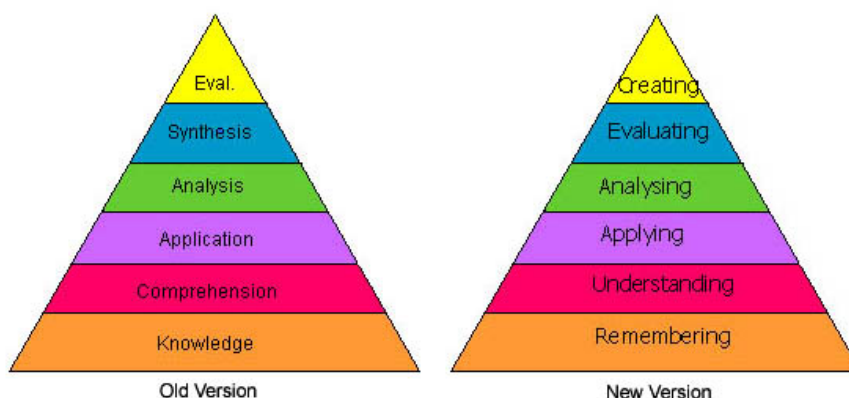 Eval.
Synthesis
Analysis
Application
Comprehension
Knowledge
Old Version
Creating
Evaluating
Analysing
Applying
Understanding
Remembering
New Version